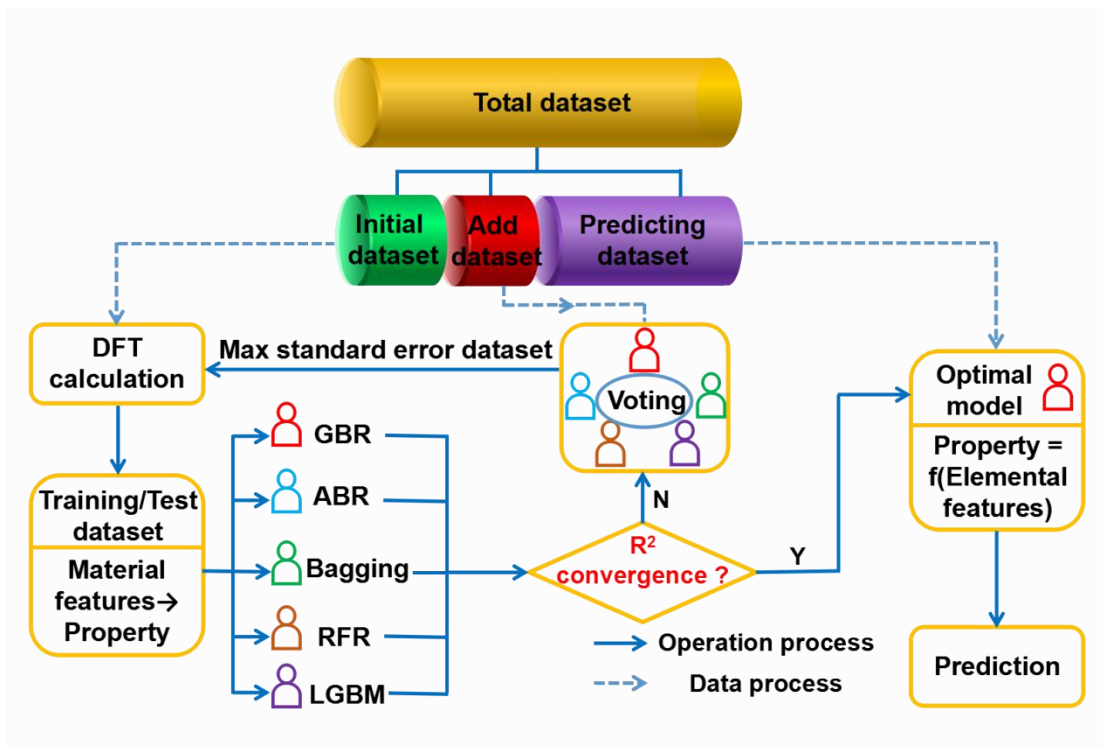 Total dataset
Initial
dataset
Add
dataset
Predicting
dataset
DFT
calculation
Max standard error dataset
Voting
Optimal
model
Property =
f(Elemental
features)
Training/Test
dataset
Material
features→
Property
GBR
ABR
Bagging
RFR
LGBM
N
R²
convergence ?
Y
Operation process
Data process
Prediction